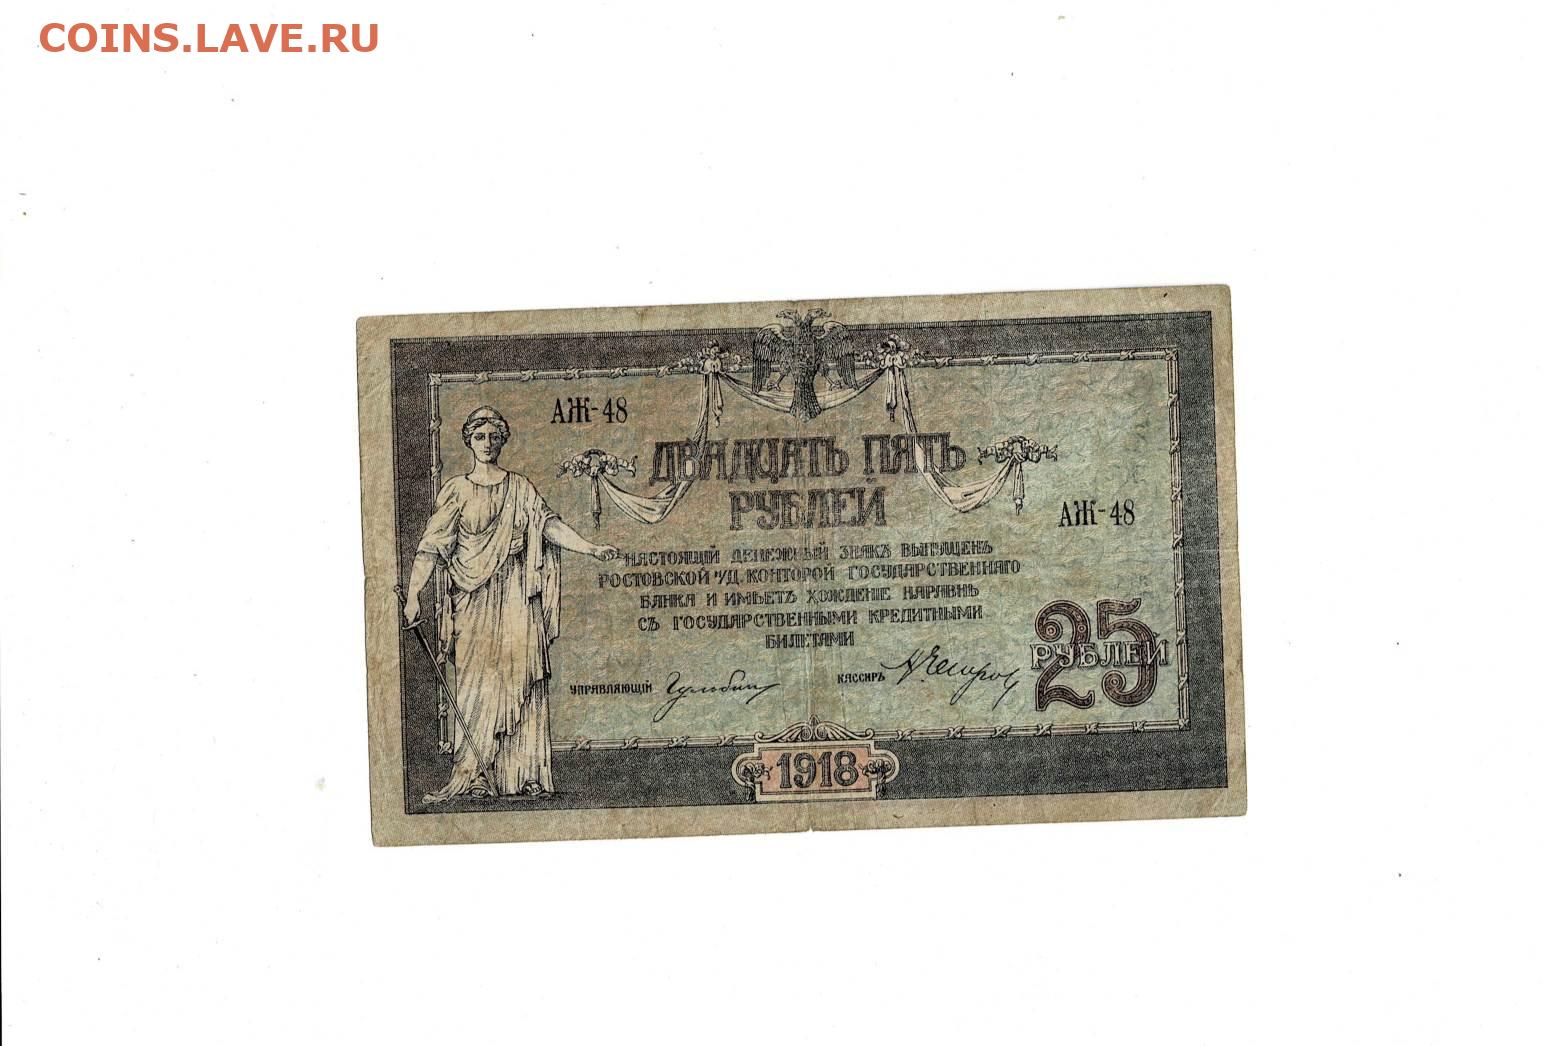 COINS.LAVE.RU
АЖ-48
ДВАДЦАТЬ ПЯТЬ
РУБЛЕЙ
АЖ-48
НАСТОЯЩІЙ ДЕНЕЖНЫЙ ЗНАКЪ ВЫПУЩЕНЪ
РОСТОВСКОЙ н/Д. КОНТОРОЙ ГОСУДАРСТВЕННАГО
БАНКА И ИМѢЕТЪ ХОЖДЕНІЕ НАРАВНѢ
СЪ ГОСУДАРСТВЕННЫМИ КРЕДИТНЫМИ
БИЛЕТАМИ
25
РУБЛЕЙ
УПРАВЛЯЮЩІЙ
КАССИРЪ
1918